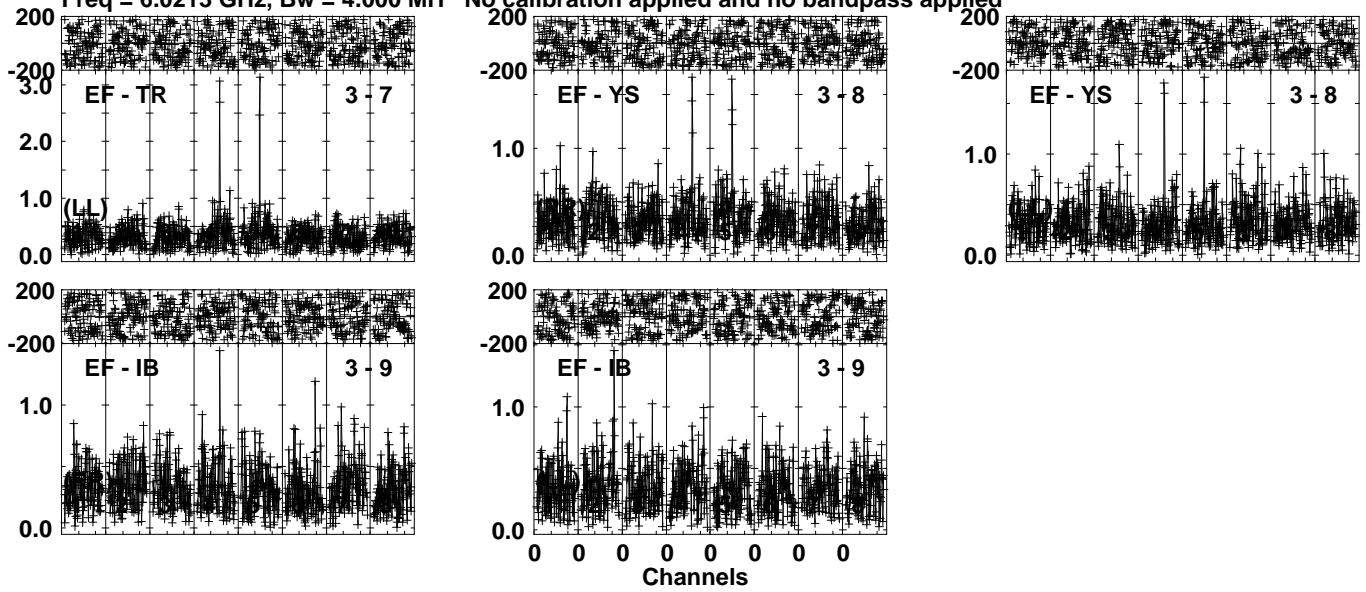 Freq = 6.0215 GHz, Bw = 4.000 MH No calibration applied and no bandpass applied
200 200 200
-200 -200 -200
3.0 EF - TR 3 - 7 EF - YS 3 - 8 EF - YS 3 - 8
2.0
1.0 1.0
1.0
(LL)
0.0 0.0 0.0
200 200
-200 -200
EF - IB 3 - 9 EF - IB 3 - 9
1.0 1.0
0.0 0.0
0 0 0 0 0 0 0 0
Channels